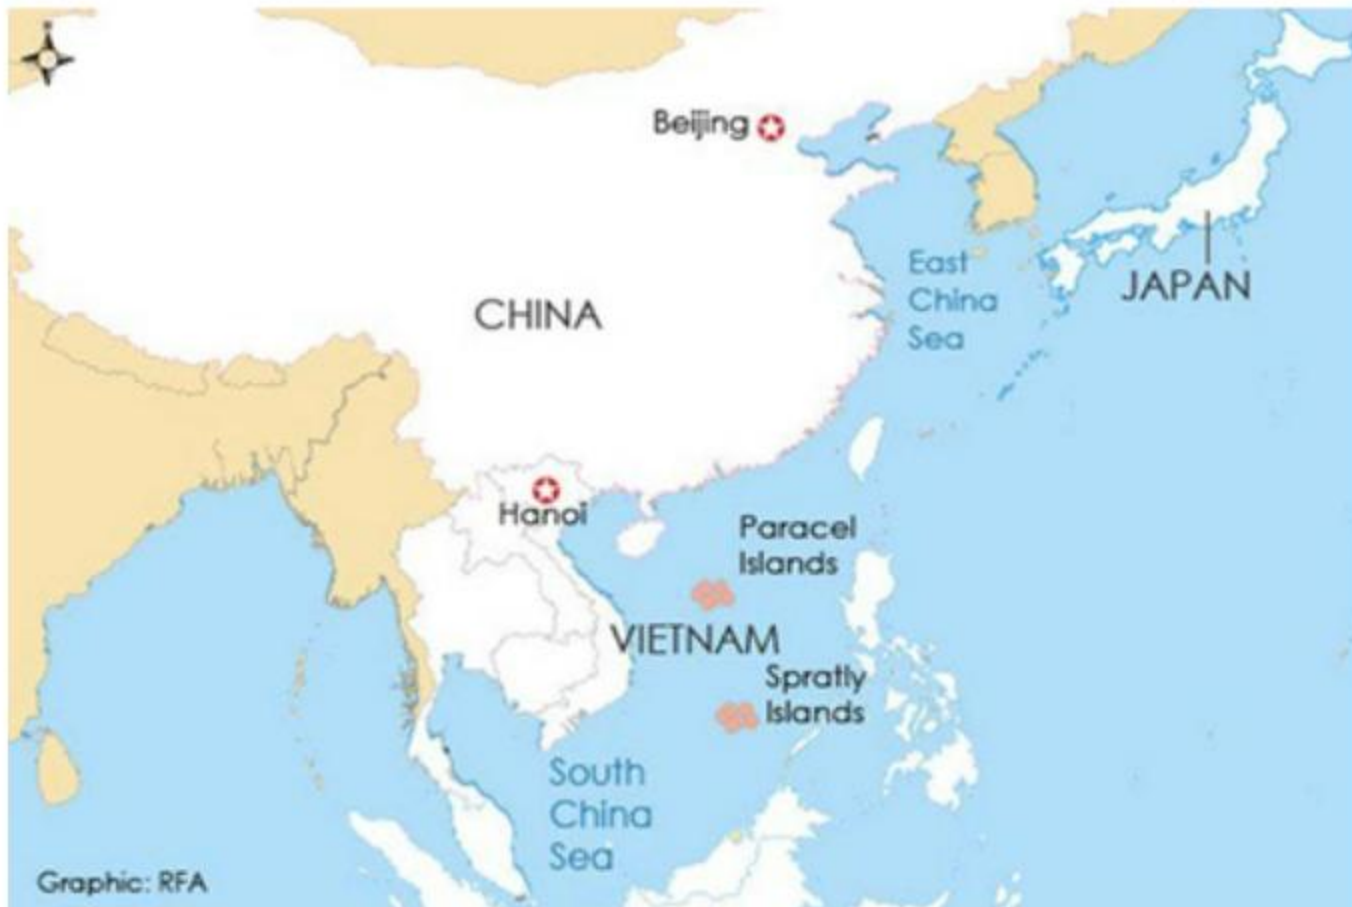 Beijing
East
China
Sea
JAPAN
CHINA
Hanoi
Paracel
Islands
VIETNAM
Spratly
Islands
South
China
Sea
Graphic: RFA